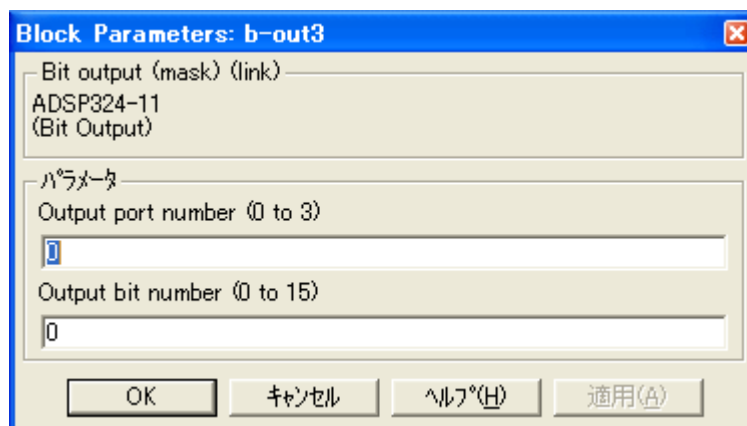 Block Parameters: b-out3
Bit output (mask) (link)
ADSP324-11
(Bit Output)
パラメータ
Output port number (0 to 3)
0
Output bit number (0 to 15)
0
OK キャンセル ヘルプ(H) 適用(A)